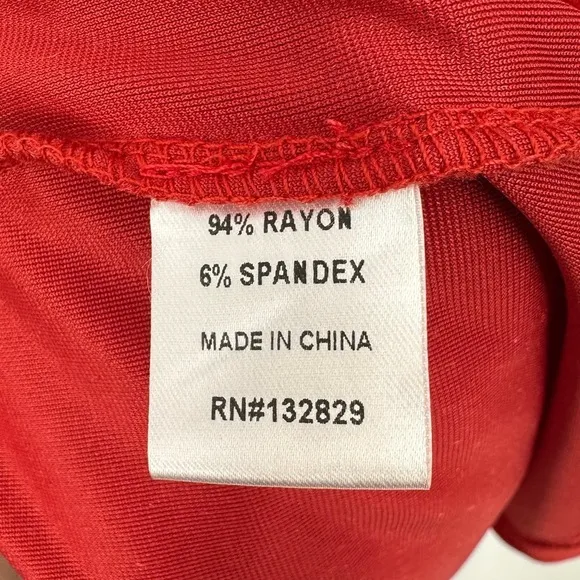 94% RAYON
6% SPANDEX
MADE IN CHINA
RN#132829